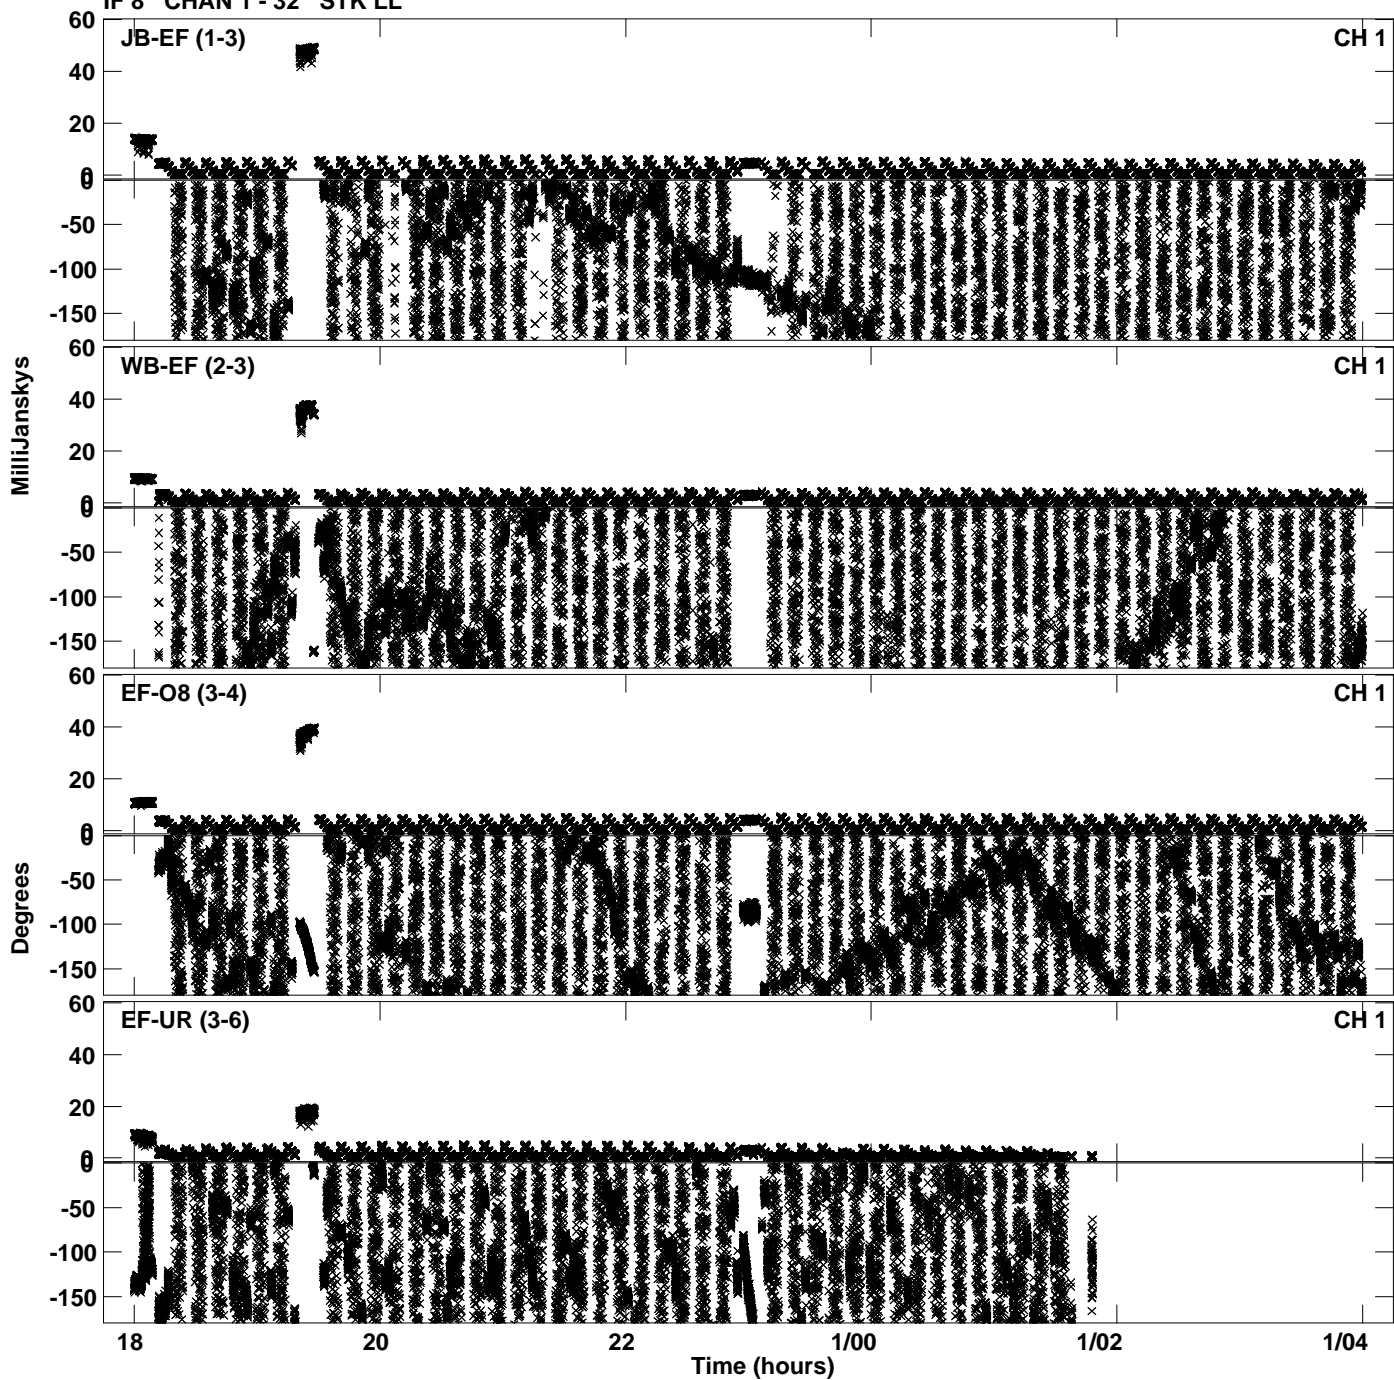 IF 8 CHAN 1 - 32 STK LL
60
JB-EF (1-3)
CH 1
40
20
0
0
-50
-100
-150
60
WB-EF (2-3)
CH 1
40
20
0
0
-50
-100
-150
60
EF-O8 (3-4)
CH 1
40
20
0
0
-50
-100
-150
60
EF-UR (3-6)
CH 1
40
20
0
0
-50
-100
-150
MilliJanskys
Degrees
18 20 22 1/00 1/02 1/04
Time (hours)